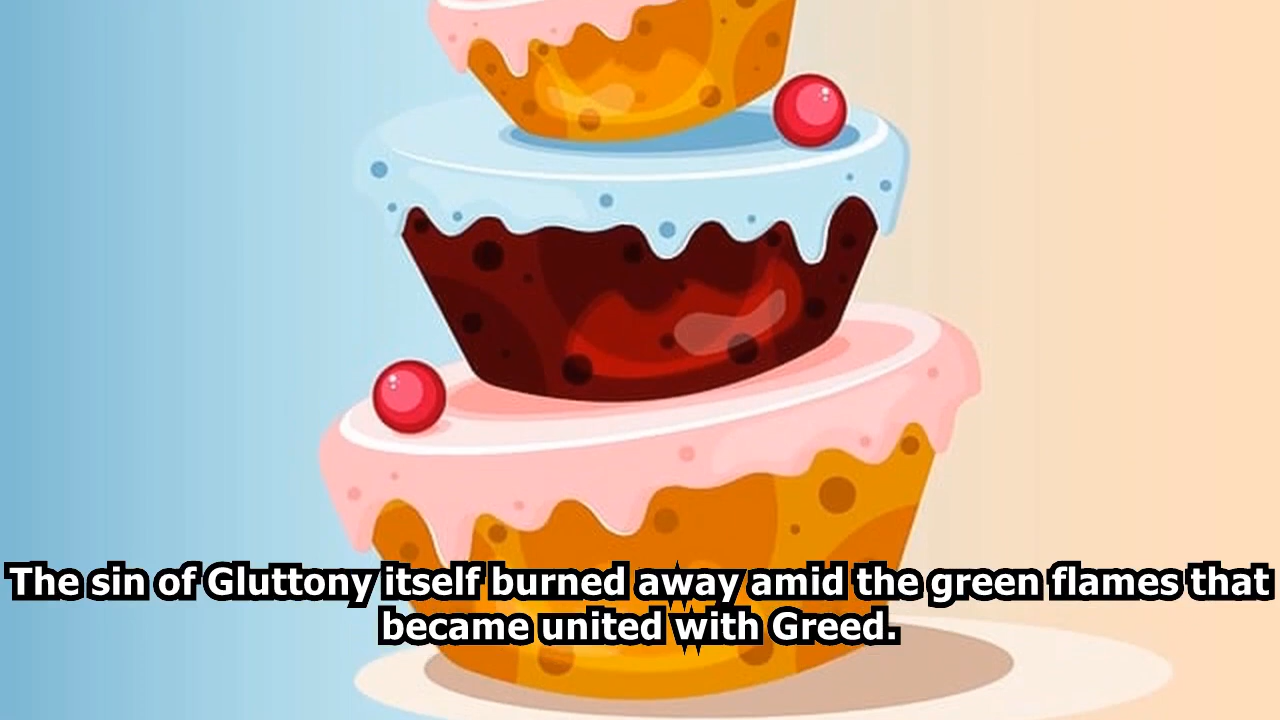 The sin of Gluttony itself burned away amid the green flames that
became united with Greed.